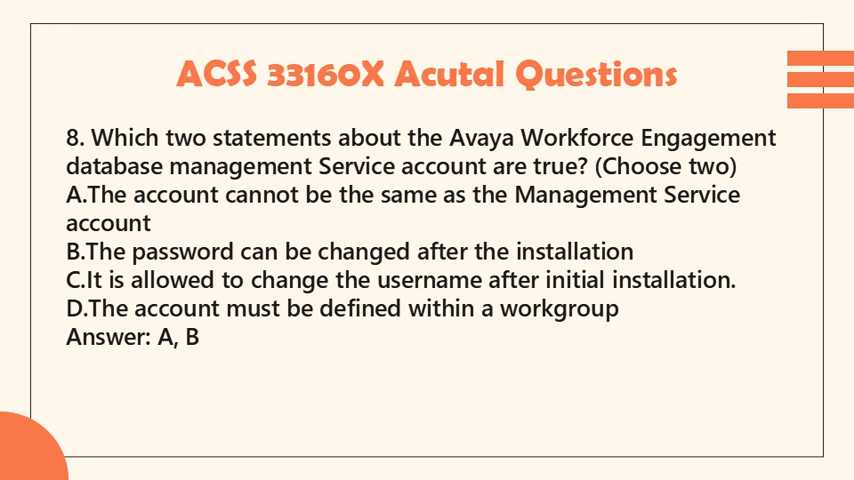 ACSS 33160X Acutal Questions
8. Which two statements about the Avaya Workforce Engagement
database management Service account are true? (Choose two)
A.The account cannot be the same as the Management Service
account
B.The password can be changed after the installation
C.It is allowed to change the username after initial installation.
D.The account must be defined within a workgroup
Answer: A, B